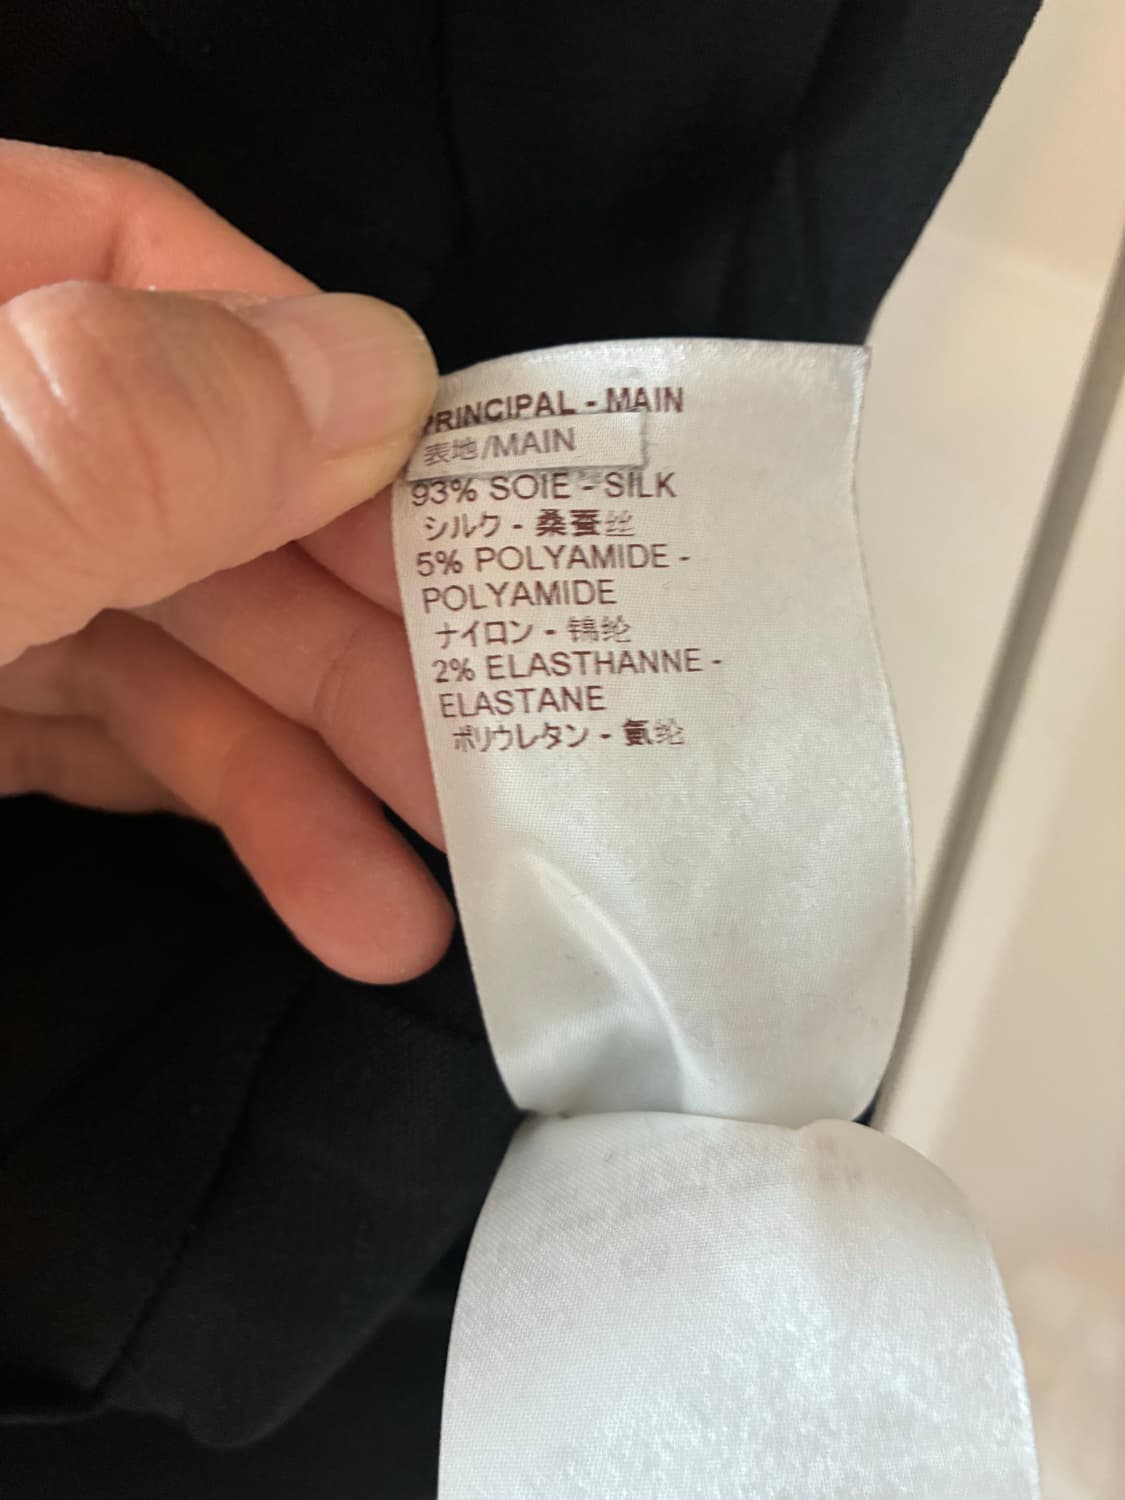 PRINCIPAL - MAIN
表地/MAIN
93% SOIE - SILK
シルク - 桑蚕丝
5% POLYAMIDE -
POLYAMIDE
ナイロン - 锦纶
2% ELASTHANNE -
ELASTANE
ポリウレタン - 氨纶